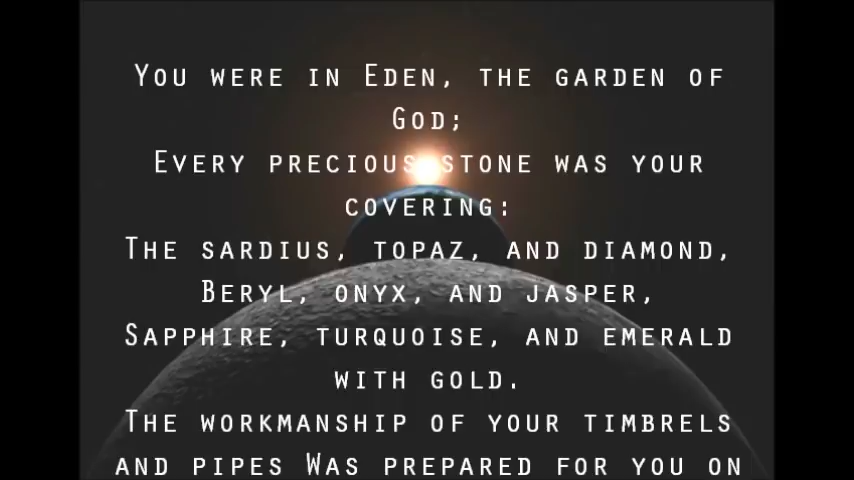 You were in Eden, the garden of
God;
Every precious stone was your
covering:
The sardius, topaz, and diamond,
Beryl, onyx, and jasper,
Sapphire, turquoise, and emerald
with gold.
The workmanship of your timbrels
and pipes Was prepared for you on